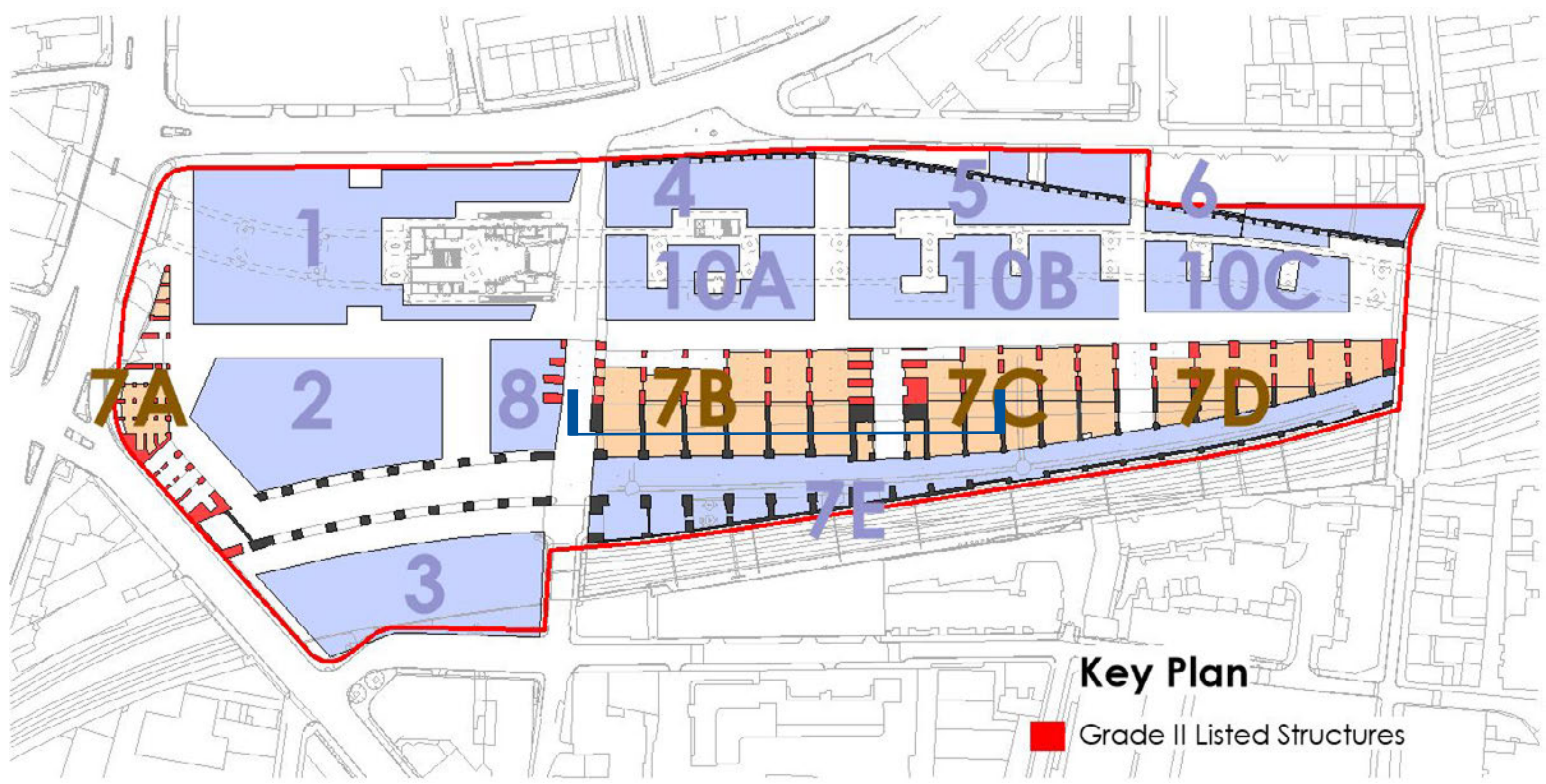 4
5
6
1
10A
10B
10C
7A
2
8
7B
7C
7D
7E
3
Key Plan
Grade II Listed Structures